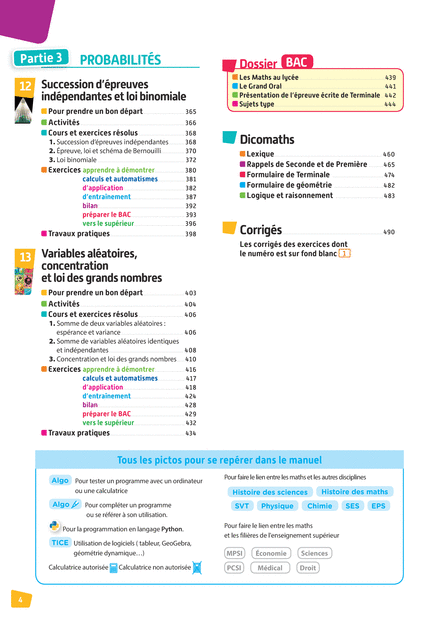 Partie 3 PROBABILITÉS
12 Succession d'épreuves
indépendantes et loi binomiale
Pour prendre un bon départ 365
Activités 366
Cours et exercices résolus 368
1. Succession d'épreuves indépendantes 368
2. Épreuve, loi et schéma de Bernoulli 370
3. Loi binomiale 372
Exercices apprendre à démontrer 380
calculs et automatismes 381
d'application 382
d'entraînement 387
bilan 392
préparer le BAC 393
vers le supérieur 396
Travaux pratiques 398
13 Variables aléatoires,
concentration
et loi des grands nombres
Pour prendre un bon départ 403
Activités 404
Cours et exercices résolus 406
1. Somme de deux variables aléatoires :
espérance et variance 406
2. Somme de variables aléatoires identiques
et indépendantes 408
3. Concentration et loi des grands nombres 410
Exercices apprendre à démontrer 416
calculs et automatismes 417
d'application 418
d'entraînement 424
bilan 428
préparer le BAC 429
vers le supérieur 432
Travaux pratiques 434
Dossier BAC
Les Maths au lycée 439
Le Grand Oral 441
Présentation de l'épreuve écrite de Terminale 442
Sujets type 444
Dicomaths
Lexique 460
Rappels de Seconde et de Première 465
Formulaire de Terminale 474
Formulaire de géométrie 482
Logique et raisonnement 483
Corrigés 490
Les corrigés des exercices dont
le numéro est sur fond blanc 1
Tous les pictos pour se repérer dans le manuel
Algo Pour tester un programme avec un ordinateur
ou une calculatrice
Algo Pour compléter un programme
ou se référer à son utilisation.
Pour la programmation en langage Python.
TICE Utilisation de logiciels ( tableur, GeoGebra,
géométrie dynamique…)
Calculatrice autorisée Calculatrice non autorisée
Pour faire le lien entre les maths et les autres disciplines
Histoire des sciences Histoire des maths
SVT Physique Chimie SES EPS
Pour faire le lien entre les maths
et les filières de l'enseignement supérieur
MPSI Économie Sciences
PCSI Médical Droit
4